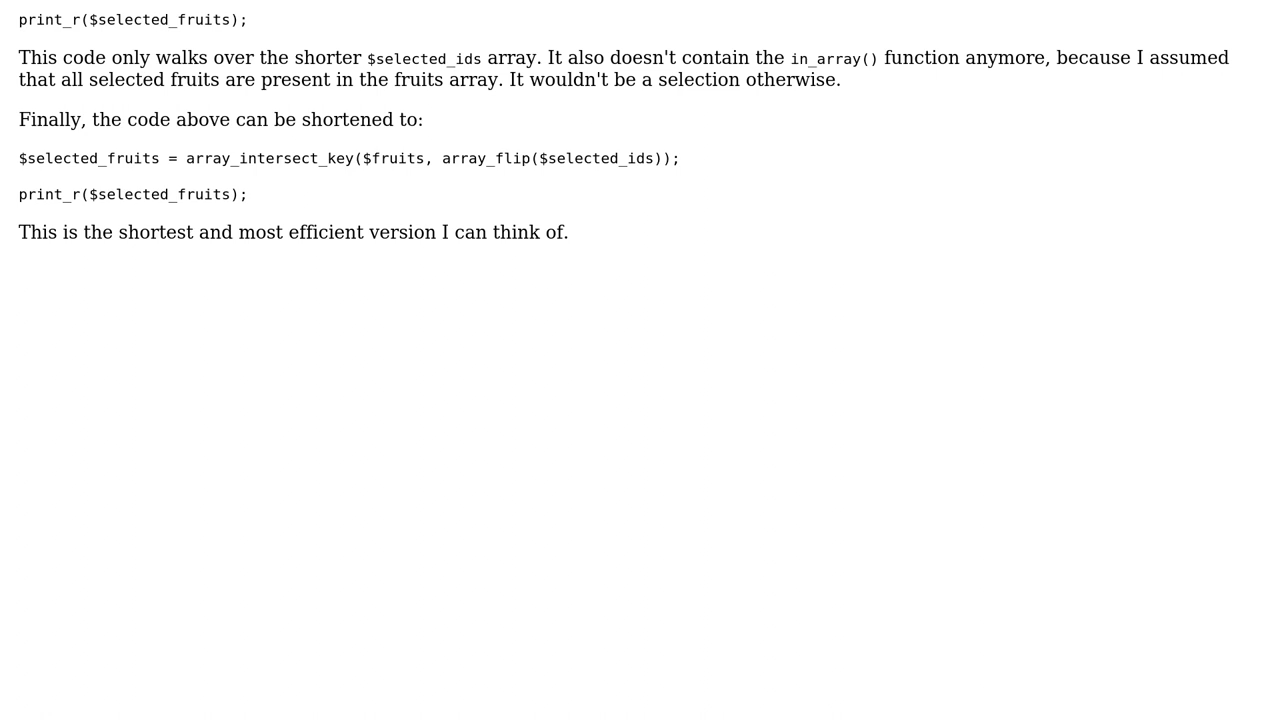 print_r($selected_fruits);
This code only walks over the shorter $selected_ids array. It also doesn't contain the in_array() function anymore, because I assumed
that all selected fruits are present in the fruits array. It wouldn't be a selection otherwise.
Finally, the code above can be shortened to:
$selected_fruits = array_intersect_key($fruits, array_flip($selected_ids));
print_r($selected_fruits);
This is the shortest and most efficient version I can think of.